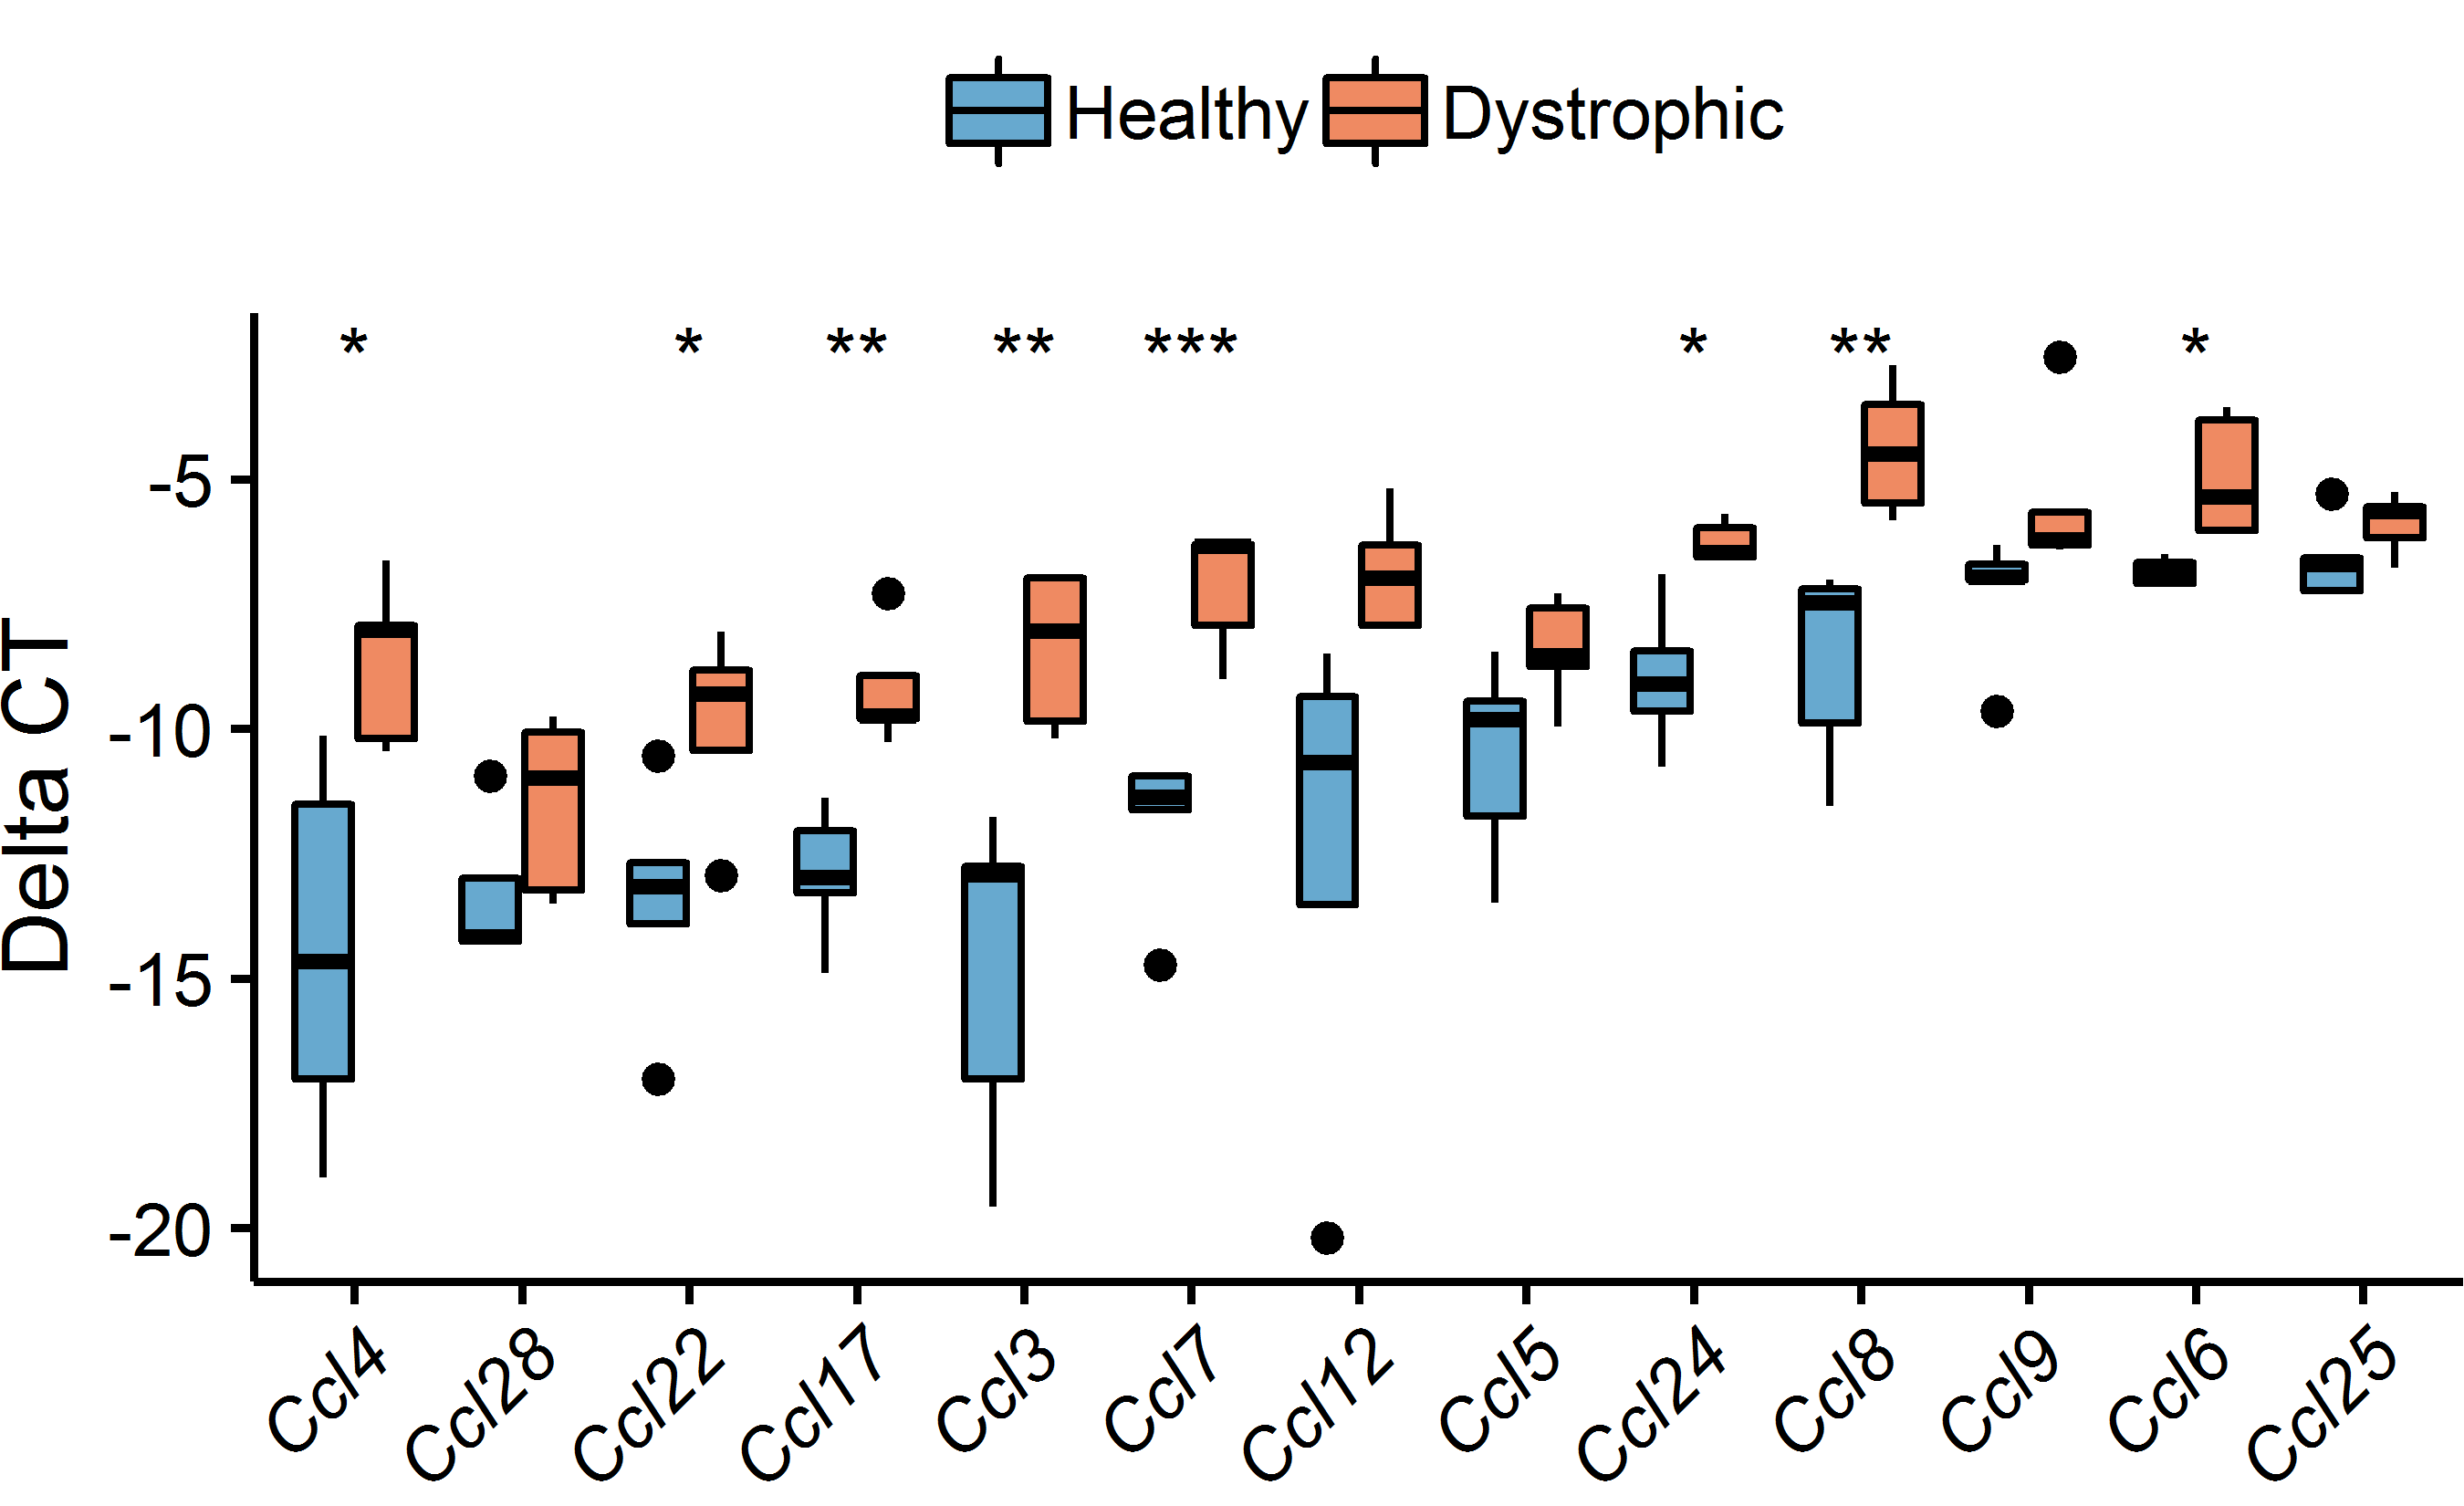 Healthy Dystrophic
* * ** ** *** * ** *
Delta CT
-5
-10
-15
-20
Ccl4 Ccl28 Ccl22 Ccl17 Ccl3 Ccl7 Ccl12 Ccl5 Ccl24 Ccl8 Ccl9 Ccl6 Ccl25